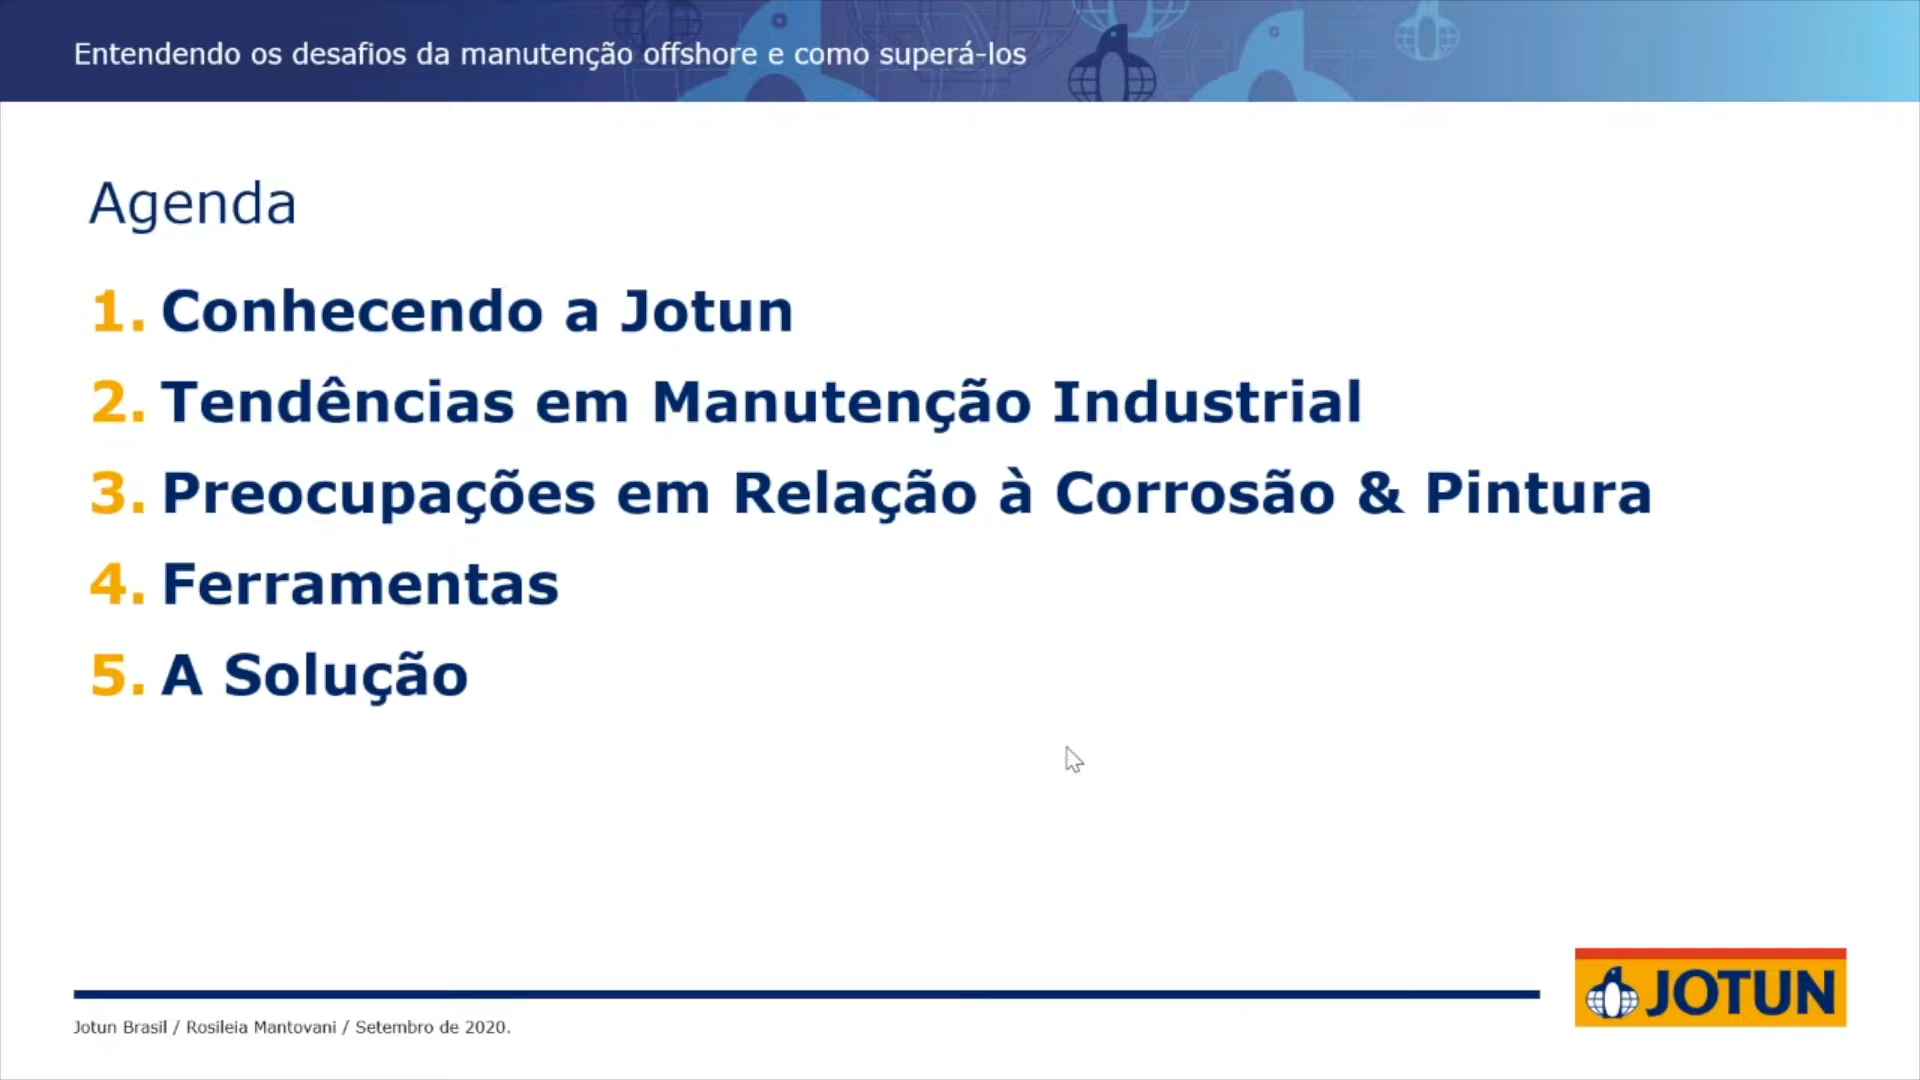 Entendendo os desafios da manutenção offshore e como superá-los
Agenda
1. Conhecendo a Jotun
2. Tendências em Manutenção Industrial
3. Preocupações em Relação à Corrosão & Pintura
4. Ferramentas
5. A Solução
JOTUN
Jotun Brasil / Rosileia Mantovani / Setembro de 2020.